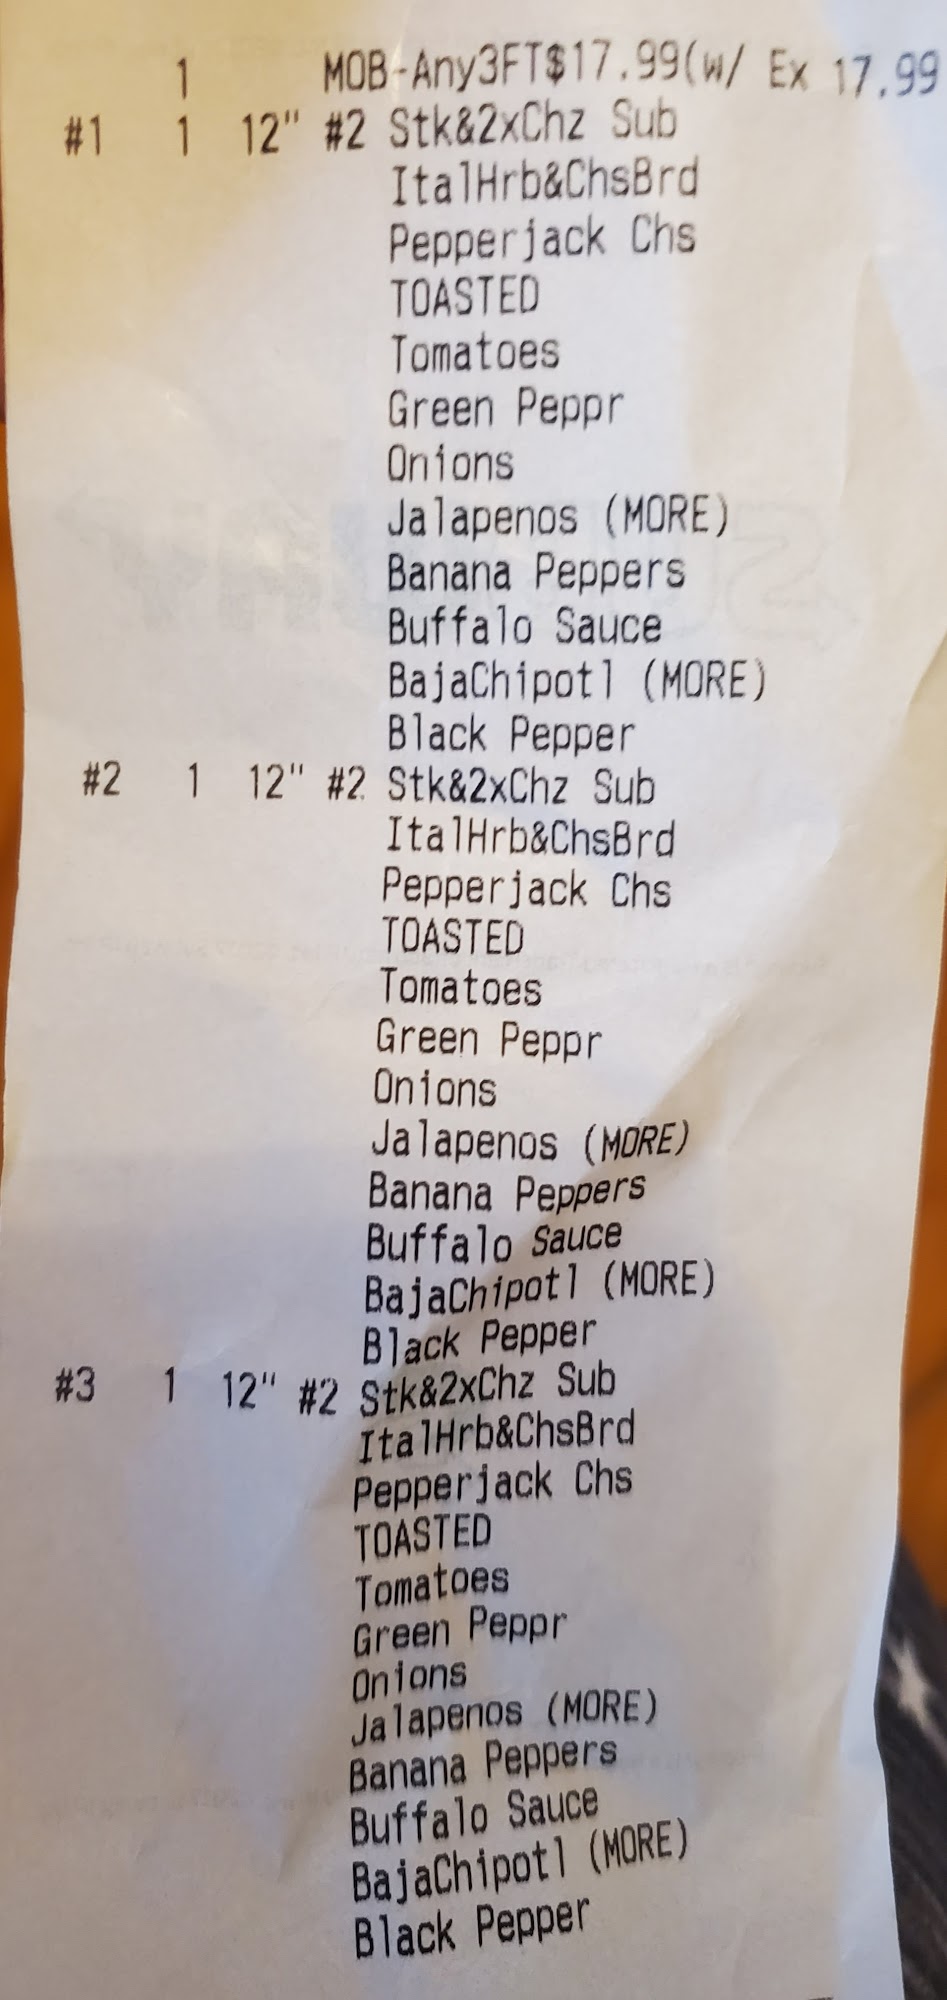 1 MOB-Any3FT$17.99(w/ Ex 17.99
#1 1 12" #2 Stk&2xChz Sub
ItalHrb&ChsBrd
Pepperjack Chs
TOASTED
Tomatoes
Green Peppr
Onions
Jalapenos (MORE)
Banana Peppers
Buffalo Sauce
BajaChipotl (MORE)
Black Pepper
#2 1 12" #2 Stk&2xChz Sub
ItalHrb&ChsBrd
Pepperjack Chs
TOASTED
Tomatoes
Green Peppr
Onions
Jalapenos (MORE)
Banana Peppers
Buffalo Sauce
BajaChipotl (MORE)
Black Pepper
#3 1 12" #2 Stk&2xChz Sub
ItalHrb&ChsBrd
Pepperjack Chs
TOASTED
Tomatoes
Green Peppr
Onions
Jalapenos (MORE)
Banana Peppers
Buffalo Sauce
BajaChipotl (MORE)
Black Pepper